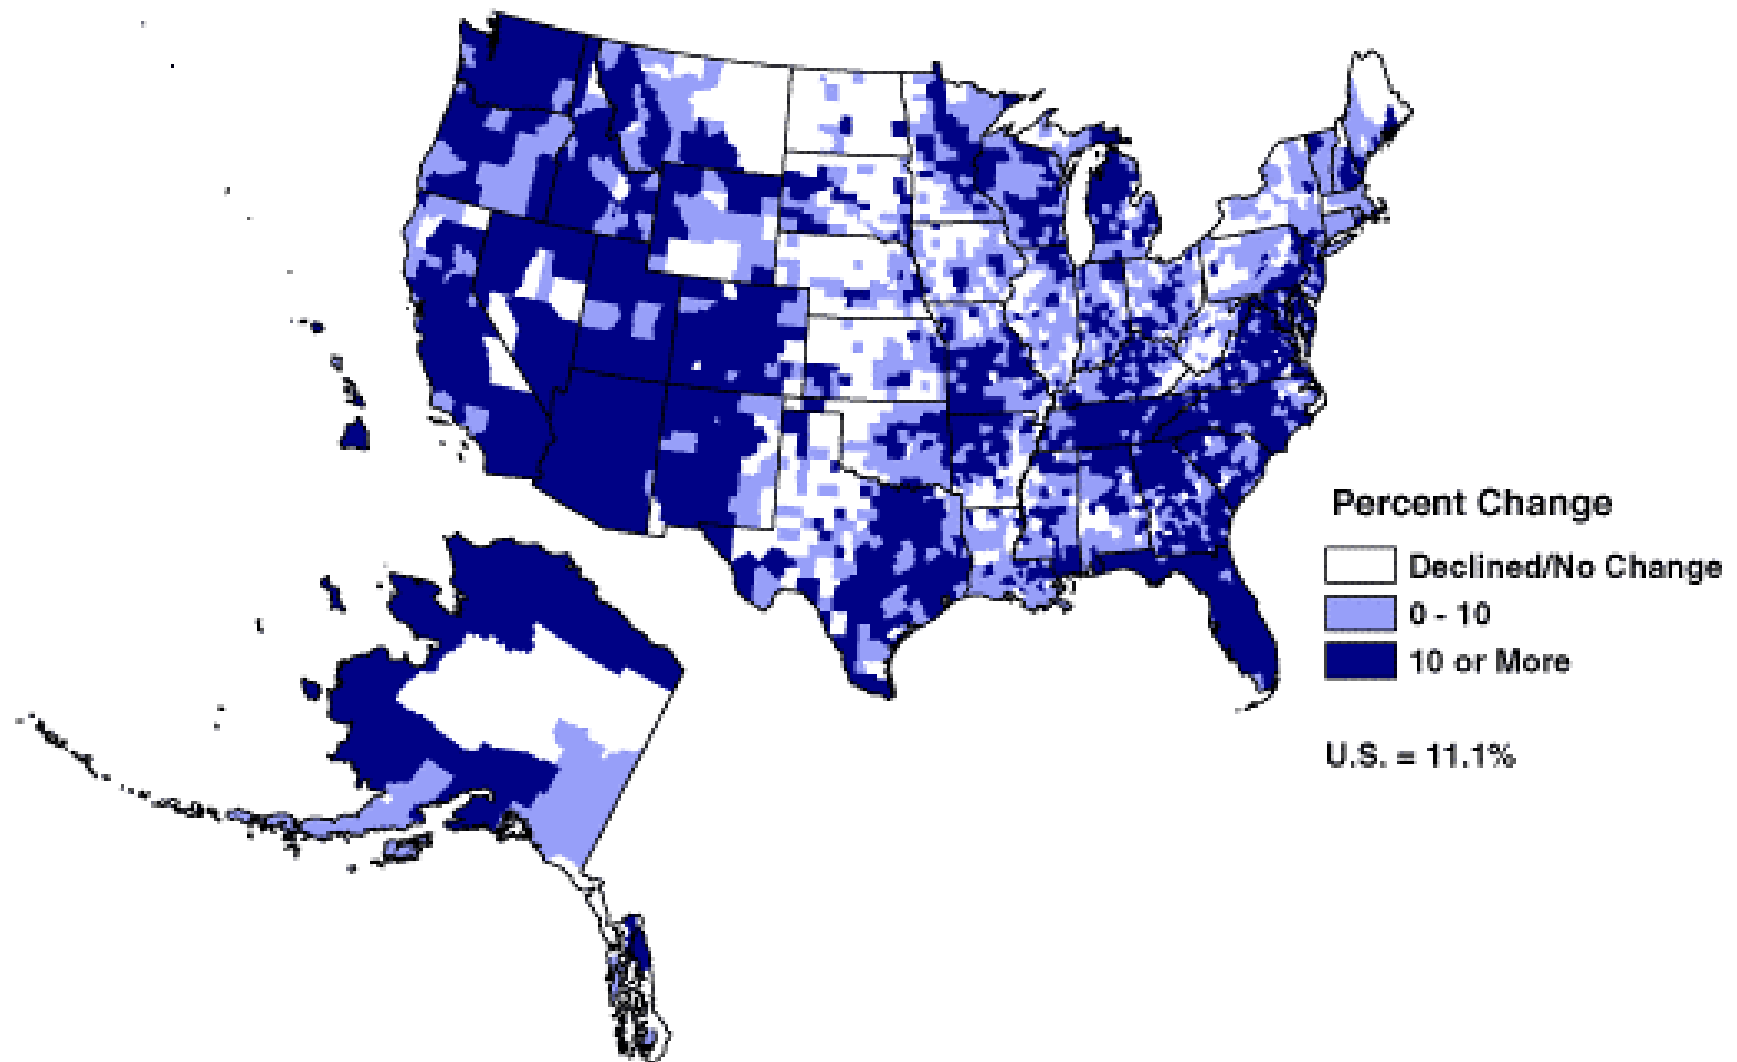 Percent Change
Declined/No Change
0 - 10
10 or More
U.S. = 11.1%